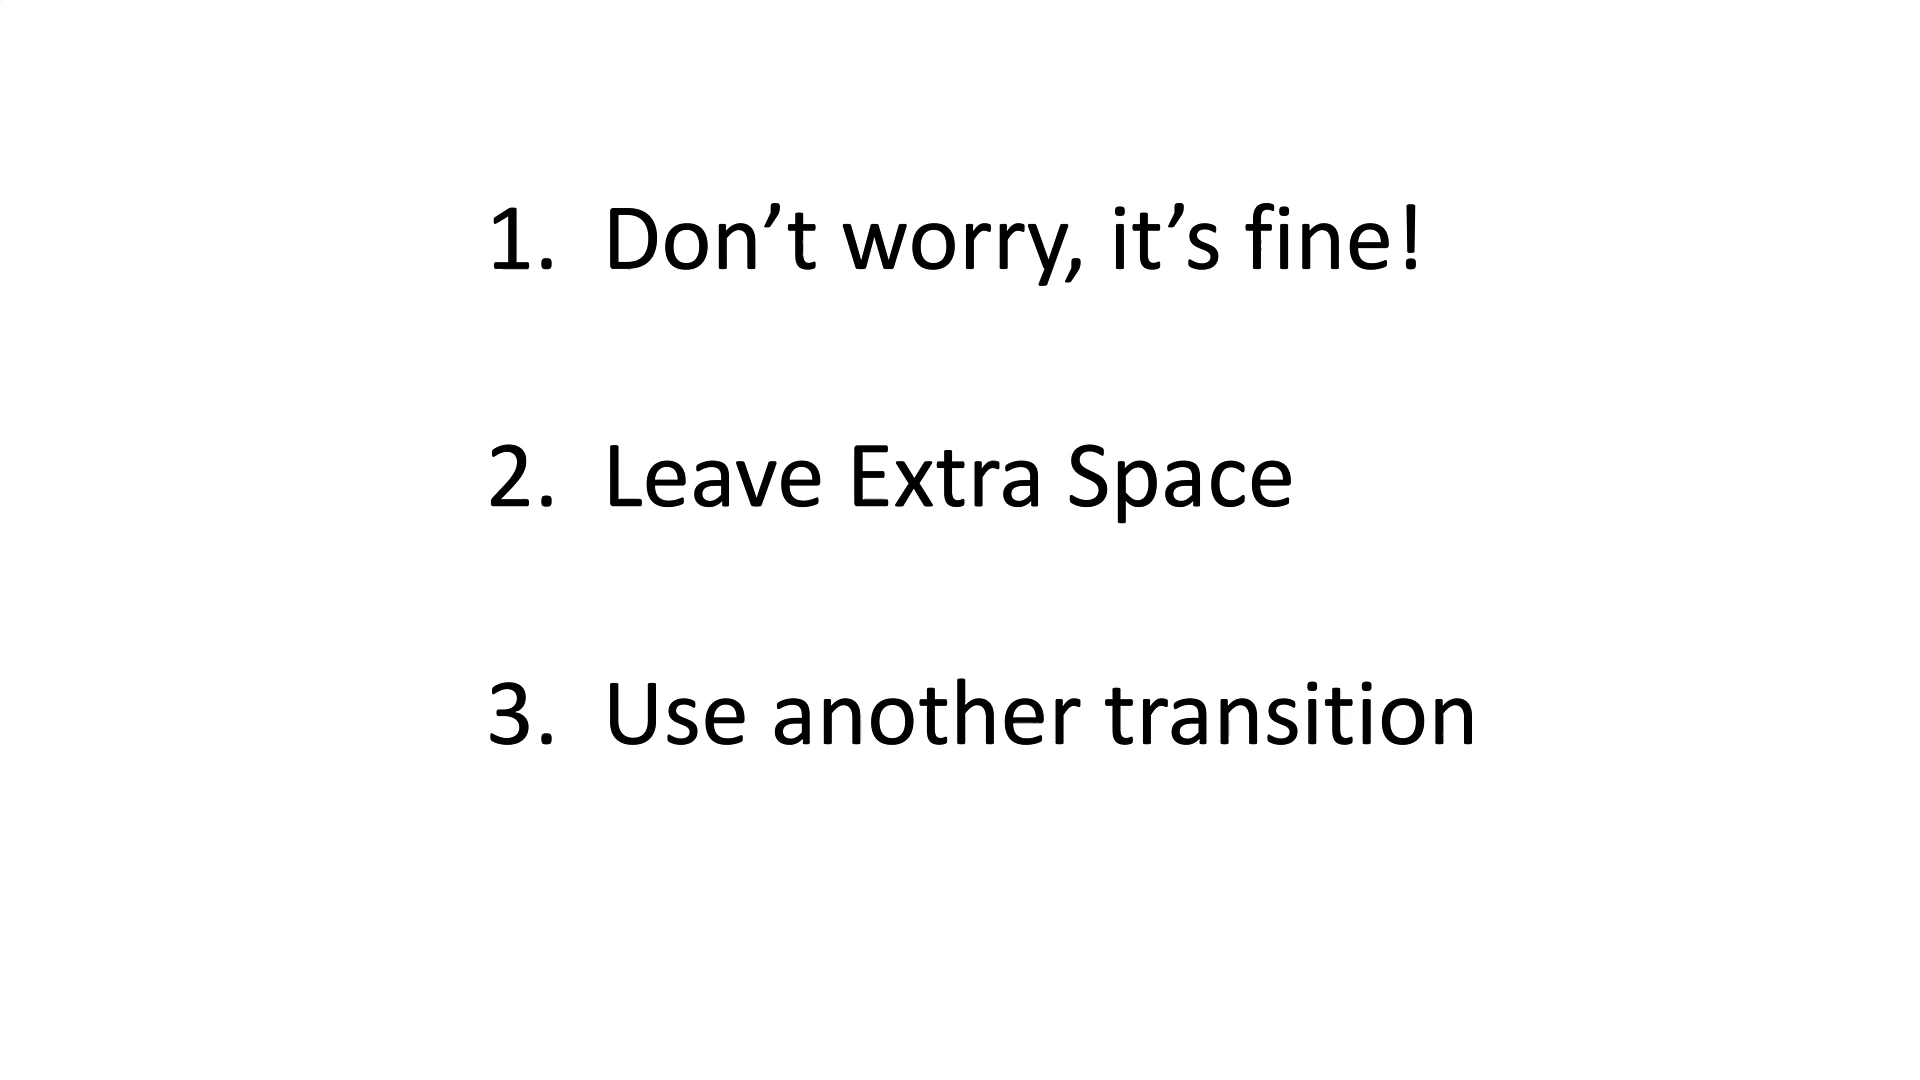 1. Don’t worry, it’s fine!
2. Leave Extra Space
3. Use another transition